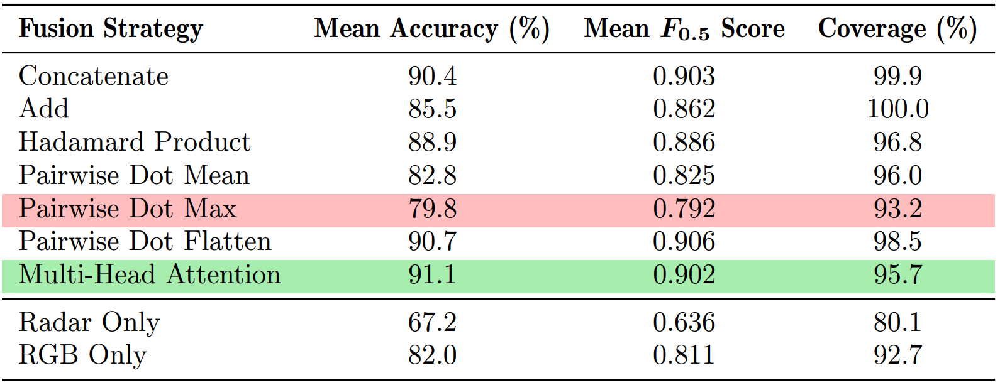 Fusion Strategy Mean Accuracy (%) Mean F0.5 Score Coverage (%)
Concatenate 90.4 0.903 99.9
Add 85.5 0.862 100.0
Hadamard Product 88.9 0.886 96.8
Pairwise Dot Mean 82.8 0.825 96.0
Pairwise Dot Max 79.8 0.792 93.2
Pairwise Dot Flatten 90.7 0.906 98.5
Multi-Head Attention 91.1 0.902 95.7
Radar Only 67.2 0.636 80.1
RGB Only 82.0 0.811 92.7